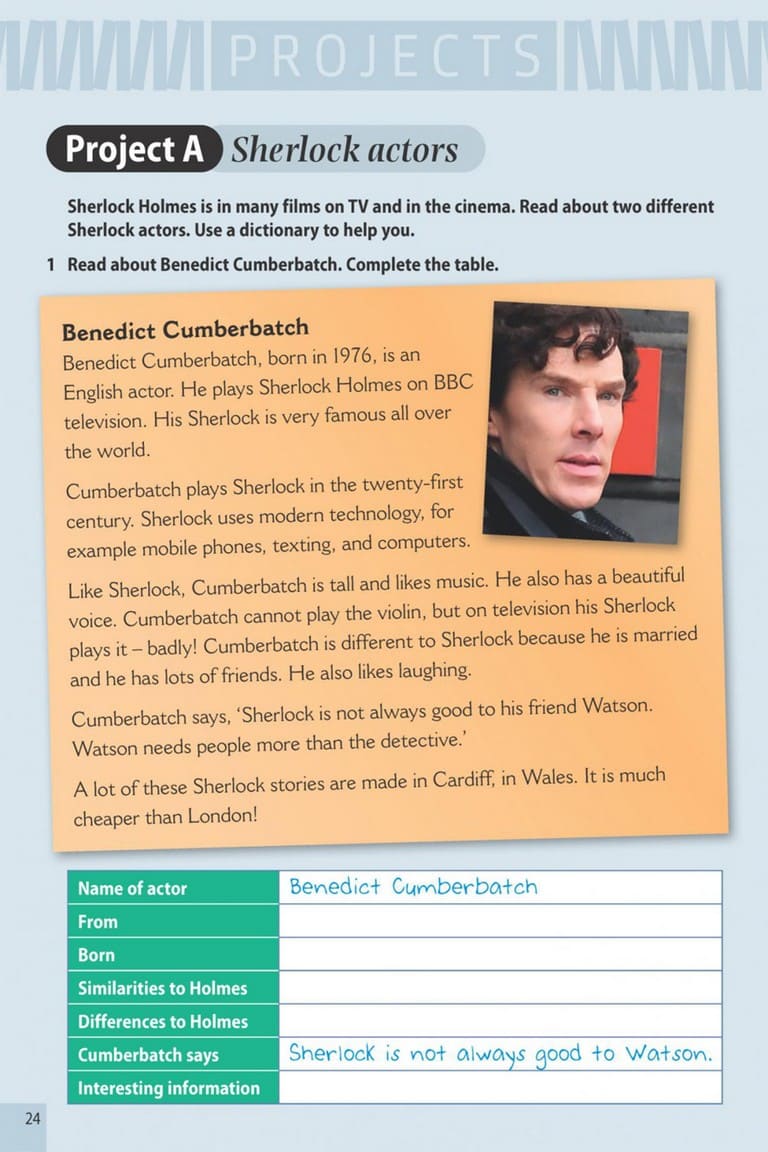 PROJECTS
Project A Sherlock actors
Sherlock Holmes is in many films on TV and in the cinema. Read about two different
Sherlock actors. Use a dictionary to help you.
1 Read about Benedict Cumberbatch. Complete the table.
Benedict Cumberbatch
Benedict Cumberbatch, born in 1976, is an
English actor. He plays Sherlock Holmes on BBC
television. His Sherlock is very famous all over
the world.
Cumberbatch plays Sherlock in the twenty-first
century. Sherlock uses modern technology, for
example mobile phones, texting, and computers.
Like Sherlock, Cumberbatch is tall and likes music. He also has a beautiful
voice. Cumberbatch cannot play the violin, but on television his Sherlock
plays it – badly! Cumberbatch is different to Sherlock because he is married
and he has lots of friends. He also likes laughing.
Cumberbatch says, ‘Sherlock is not always good to his friend Watson.
Watson needs people more than the detective.’
A lot of these Sherlock stories are made in Cardiff, in Wales. It is much
cheaper than London!
Name of actor Benedict Cumberbatch
From
Born
Similarities to Holmes
Differences to Holmes
Cumberbatch says Sherlock is not always good to Watson.
Interesting information
24